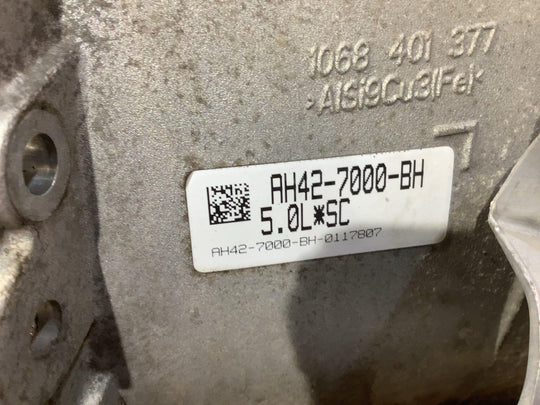 1068 401 377
>AlSi9Cu3(Fe)<
AH42-7000-BH
5.0L*SC
AH42-7000-BH-0117807